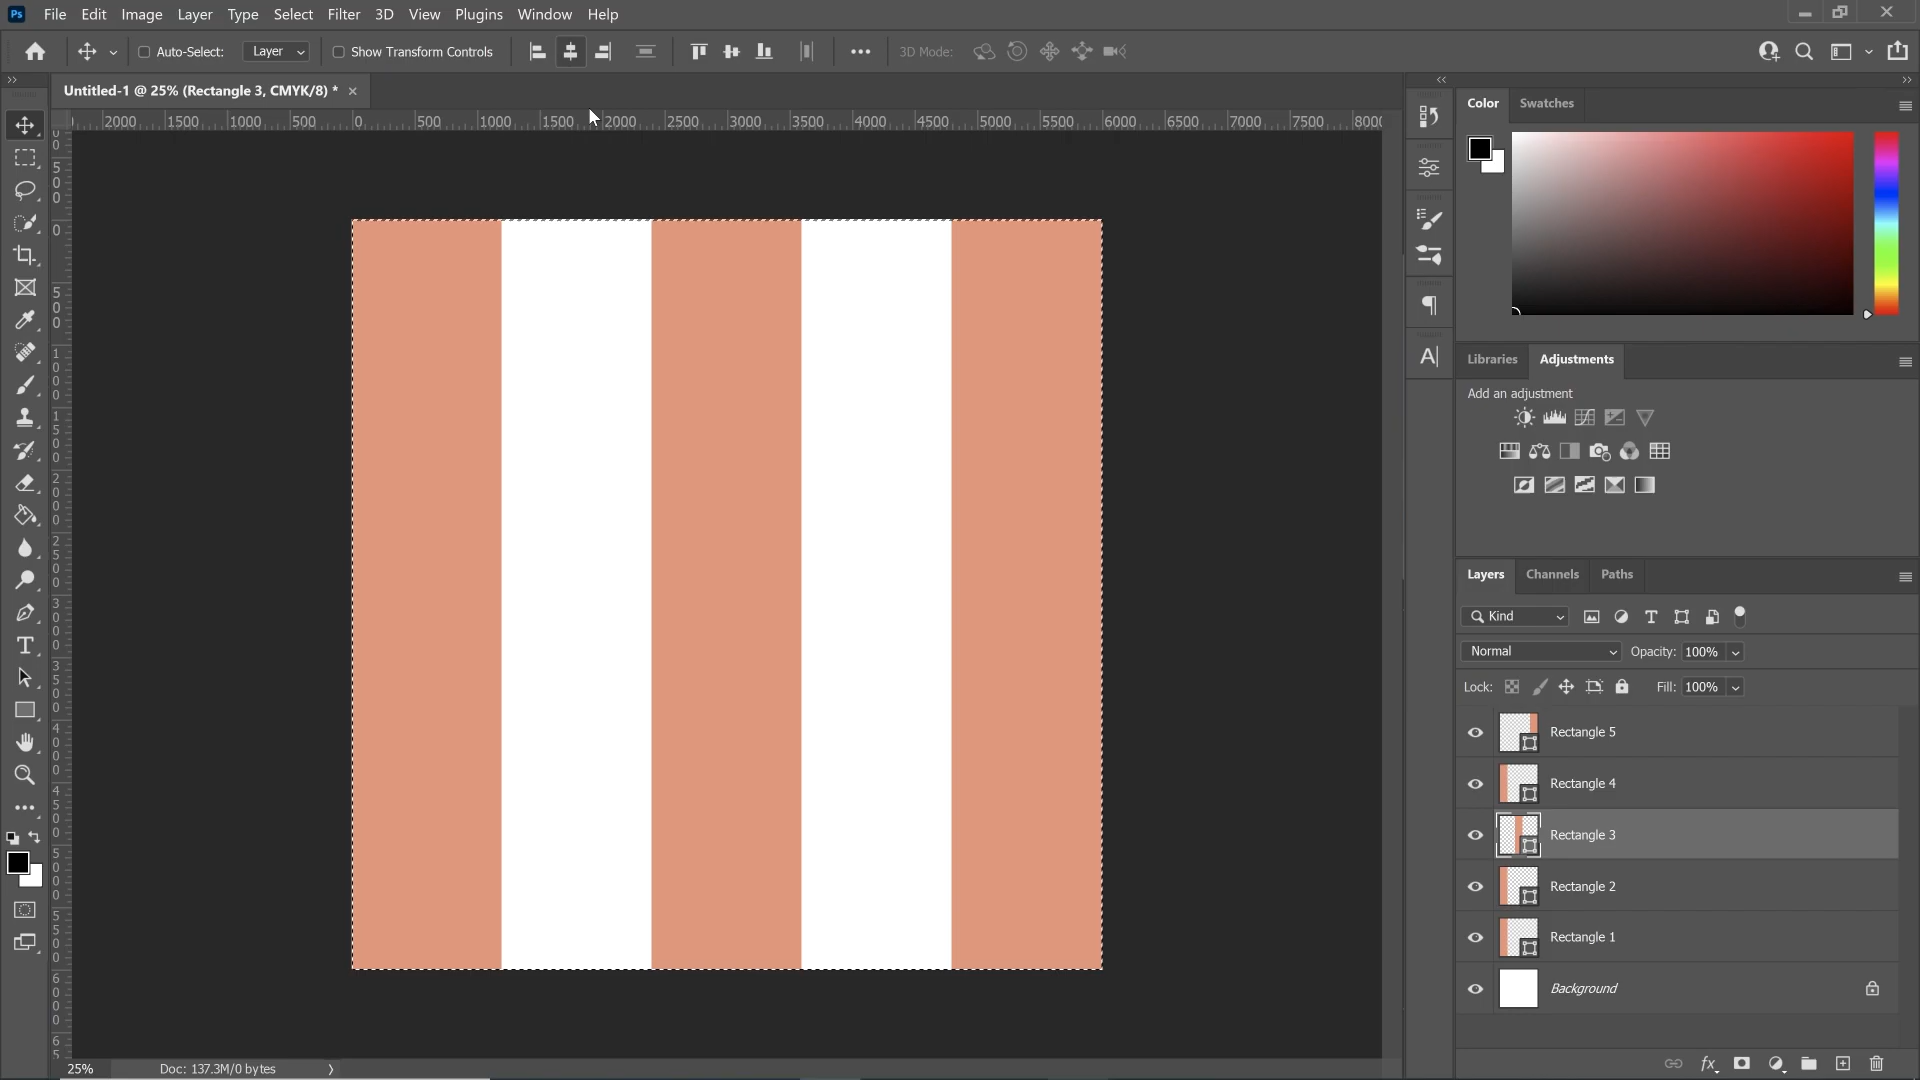 Ps File Edit Image Layer Type Select Filter 3D View Plugins Window Help
Auto-Select: Layer Show Transform Controls 3D Mode:
Untitled-1 @ 25% (Rectangle 3, CMYK/8) *
2000 1500 1000 500 0 500 1000 1500 2000 2500 3000 3500 4000 4500 5000 5500 6000 6500 7000 7500 8000
Color Swatches
Libraries Adjustments
Add an adjustment
Layers Channels Paths
Kind
Normal Opacity: 100%
Lock: Fill: 100%
Rectangle 5
Rectangle 4
Rectangle 3
Rectangle 2
Rectangle 1
Background
25% Doc: 137.3M/0 bytes